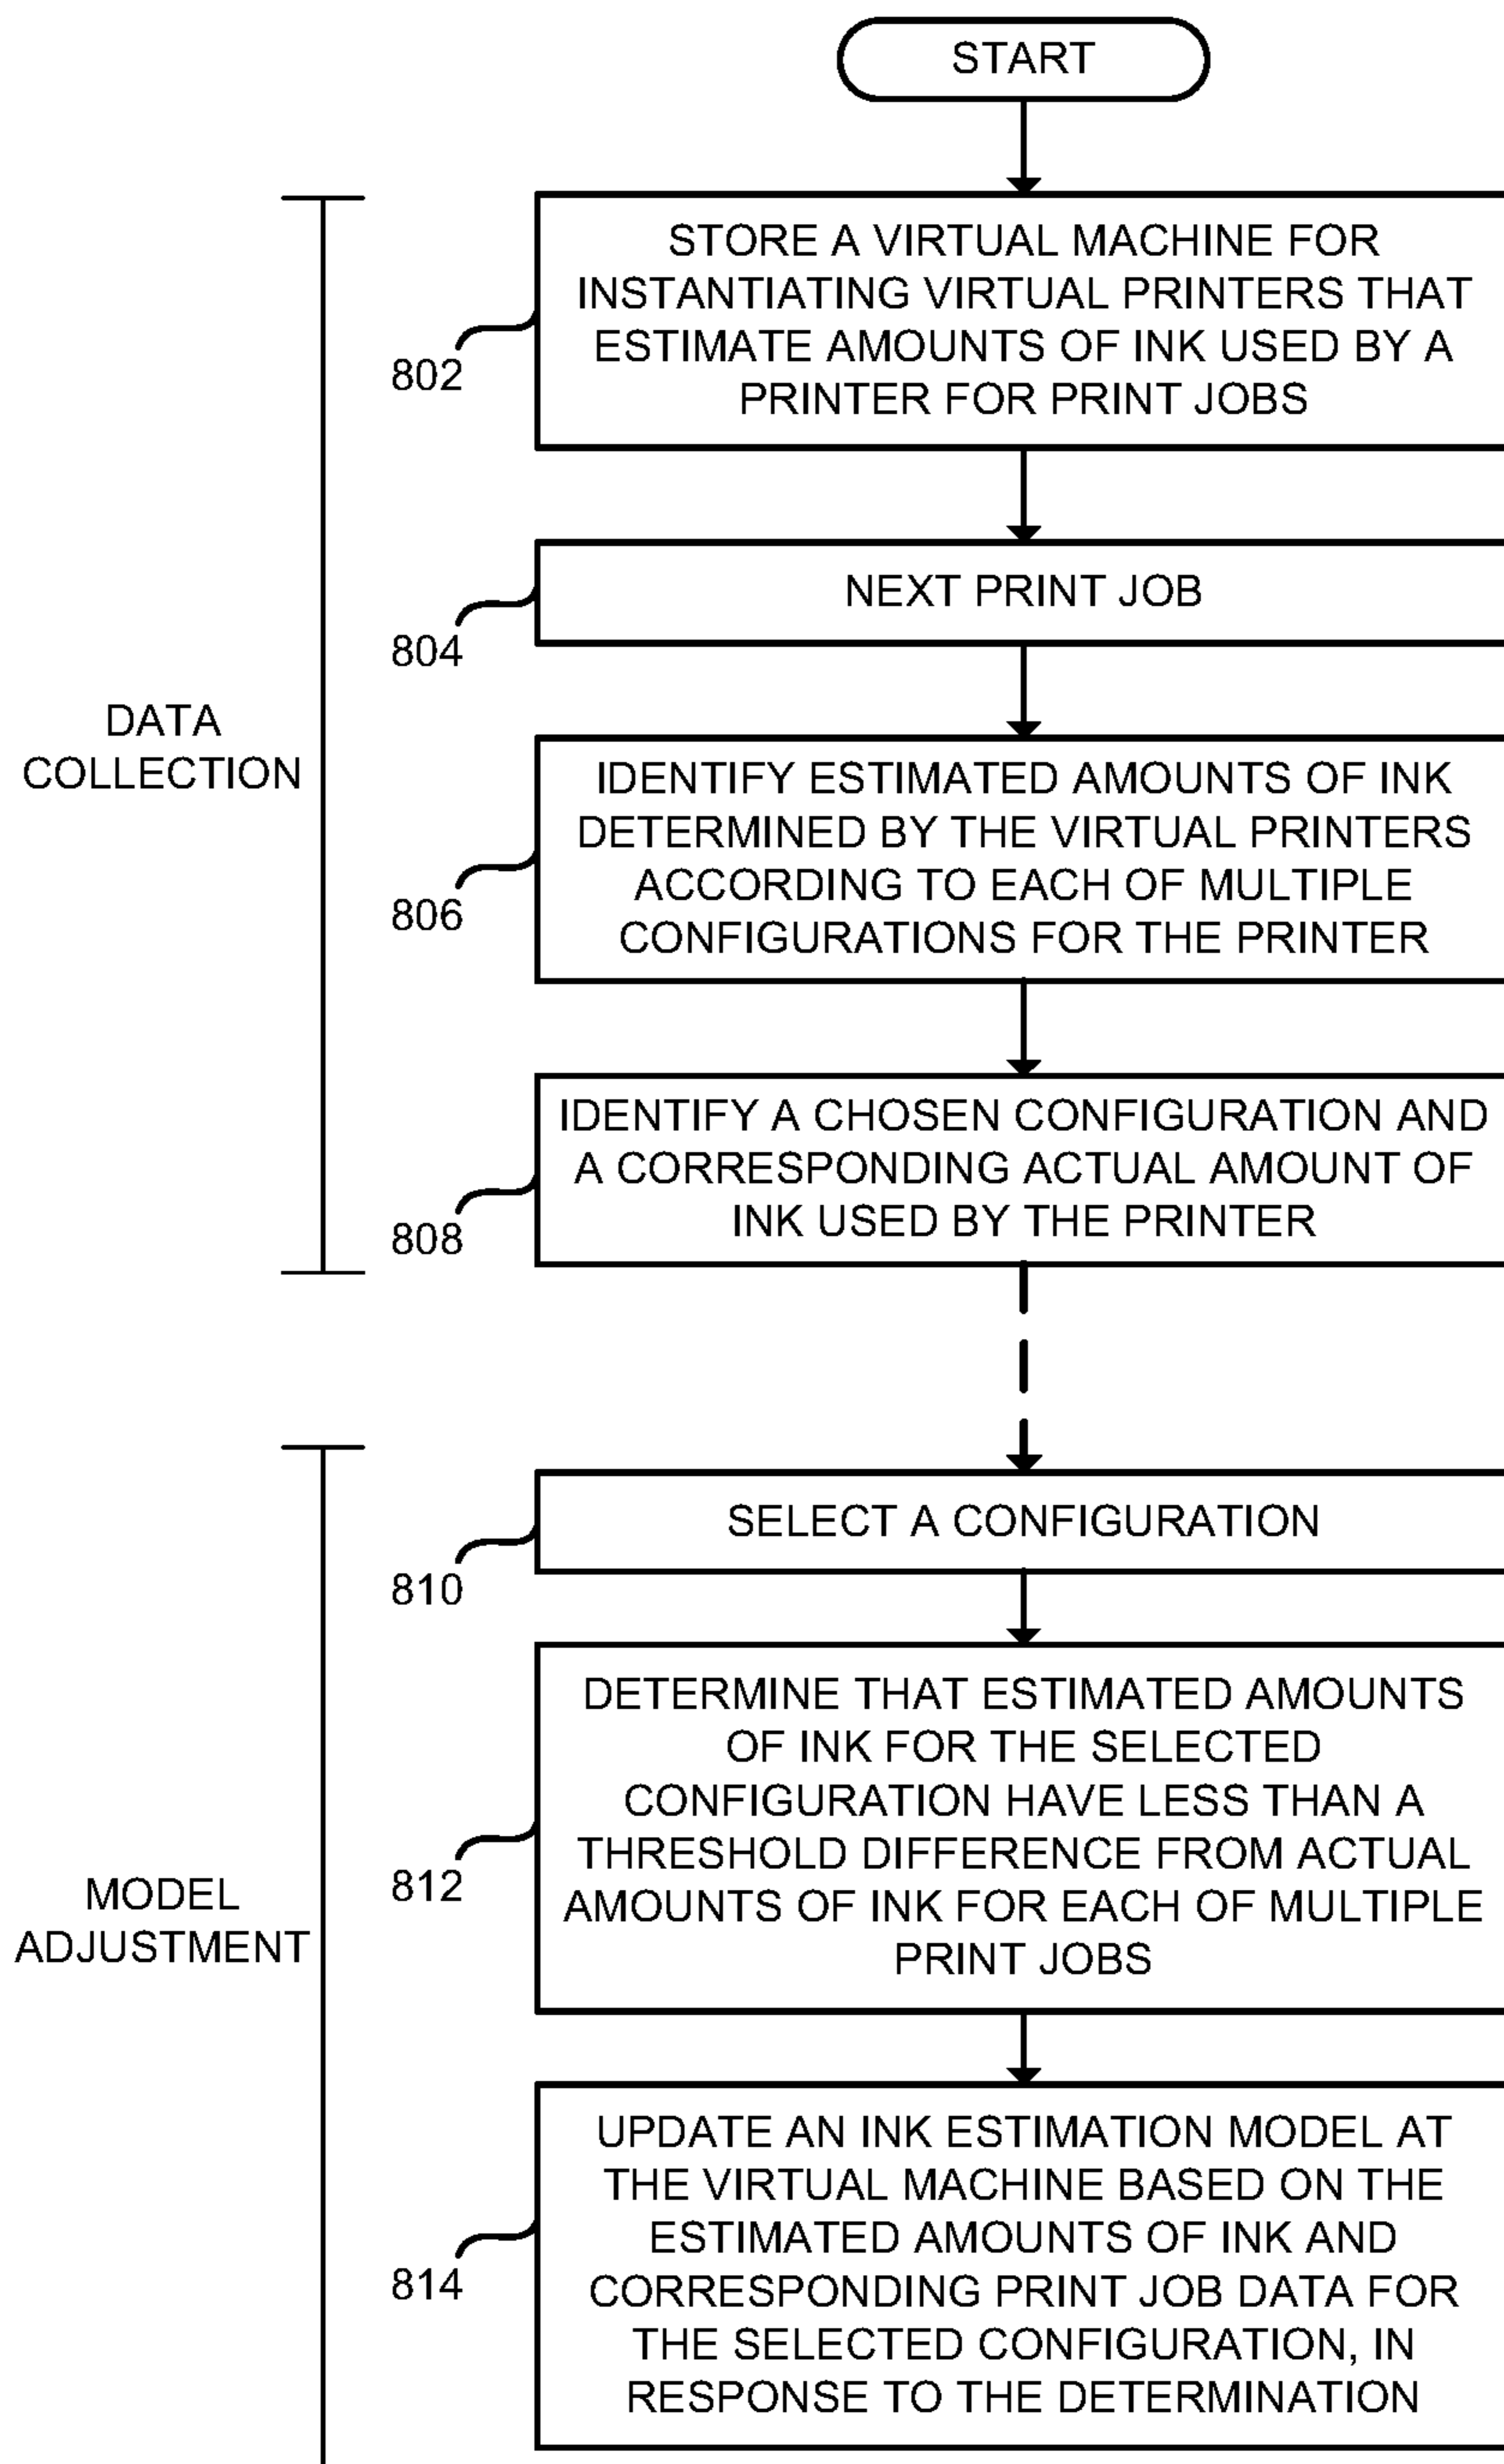 START
STORE A VIRTUAL MACHINE FOR
INSTANTIATING VIRTUAL PRINTERS THAT
ESTIMATE AMOUNTS OF INK USED BY A
PRINTER FOR PRINT JOBS
802
NEXT PRINT JOB
804
DATA
COLLECTION
IDENTIFY ESTIMATED AMOUNTS OF INK
DETERMINED BY THE VIRTUAL PRINTERS
ACCORDING TO EACH OF MULTIPLE
CONFIGURATIONS FOR THE PRINTER
806
IDENTIFY A CHOSEN CONFIGURATION AND
A CORRESPONDING ACTUAL AMOUNT OF
INK USED BY THE PRINTER
808
SELECT A CONFIGURATION
810
DETERMINE THAT ESTIMATED AMOUNTS
OF INK FOR THE SELECTED
CONFIGURATION HAVE LESS THAN A
THRESHOLD DIFFERENCE FROM ACTUAL
AMOUNTS OF INK FOR EACH OF MULTIPLE
PRINT JOBS
812
MODEL
ADJUSTMENT
UPDATE AN INK ESTIMATION MODEL AT
THE VIRTUAL MACHINE BASED ON THE
ESTIMATED AMOUNTS OF INK AND
CORRESPONDING PRINT JOB DATA FOR
THE SELECTED CONFIGURATION, IN
RESPONSE TO THE DETERMINATION
814